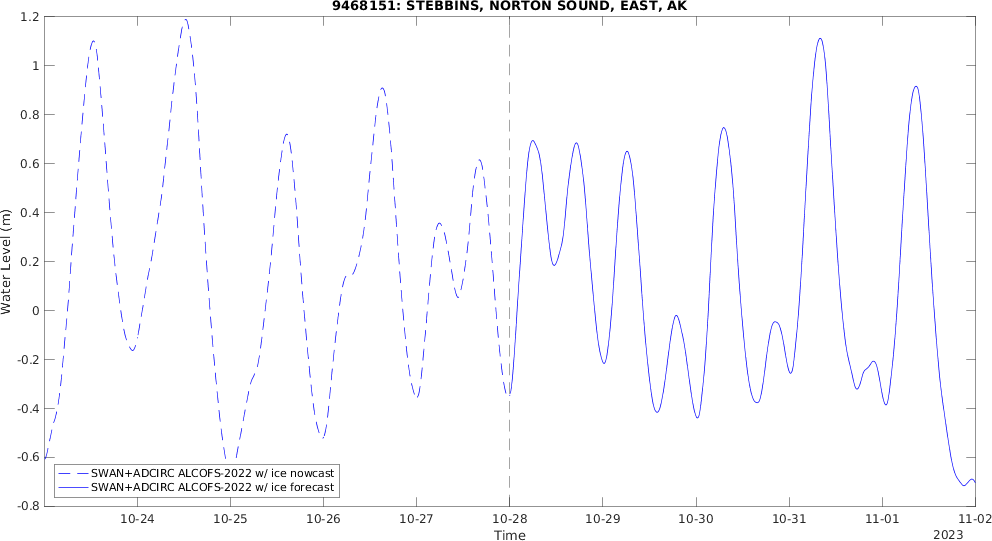 9468151: STEBBINS, NORTON SOUND, EAST, AK
1.2
1
0.8
0.6
0.4
0.2
0
-0.2
-0.4
-0.6
-0.8
Water Level (m)
SWAN+ADCIRC ALCOFS-2022 w/ ice nowcast
SWAN+ADCIRC ALCOFS-2022 w/ ice forecast
10-24 10-25 10-26 10-27 10-28 10-29 10-30 10-31 11-01 11-02
Time
2023